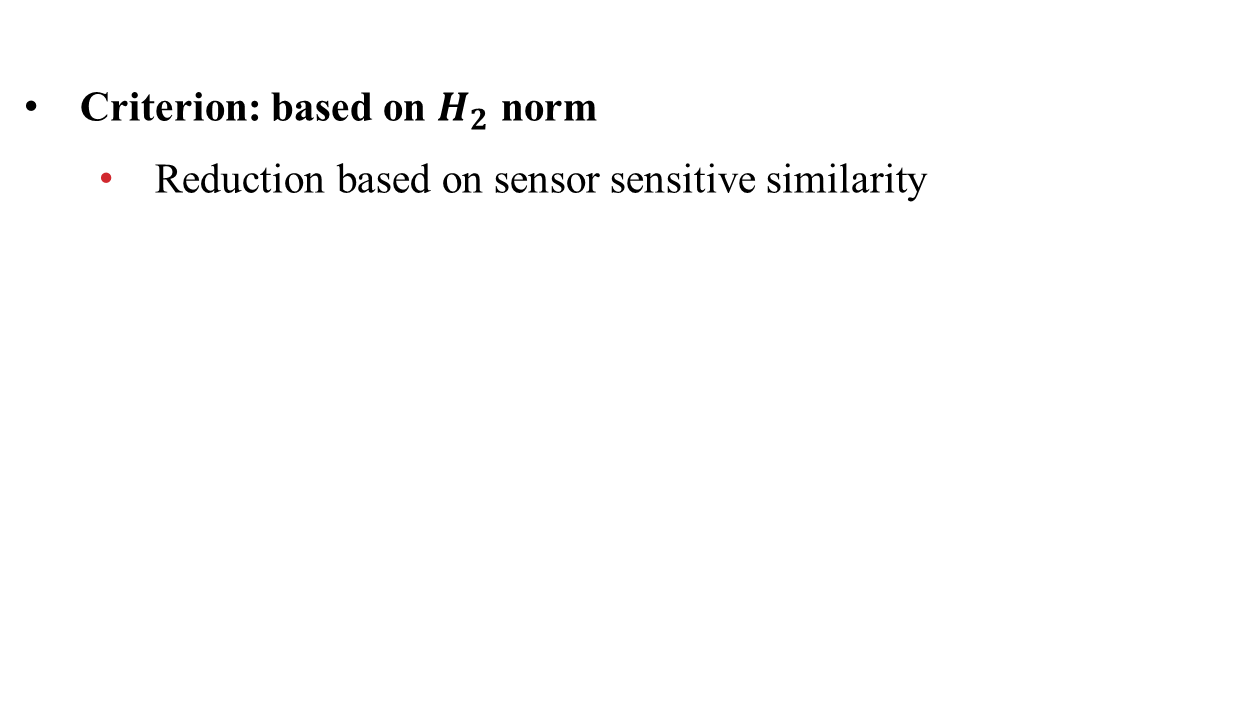 • Criterion: based on H₂ norm
• Reduction based on sensor sensitive similarity